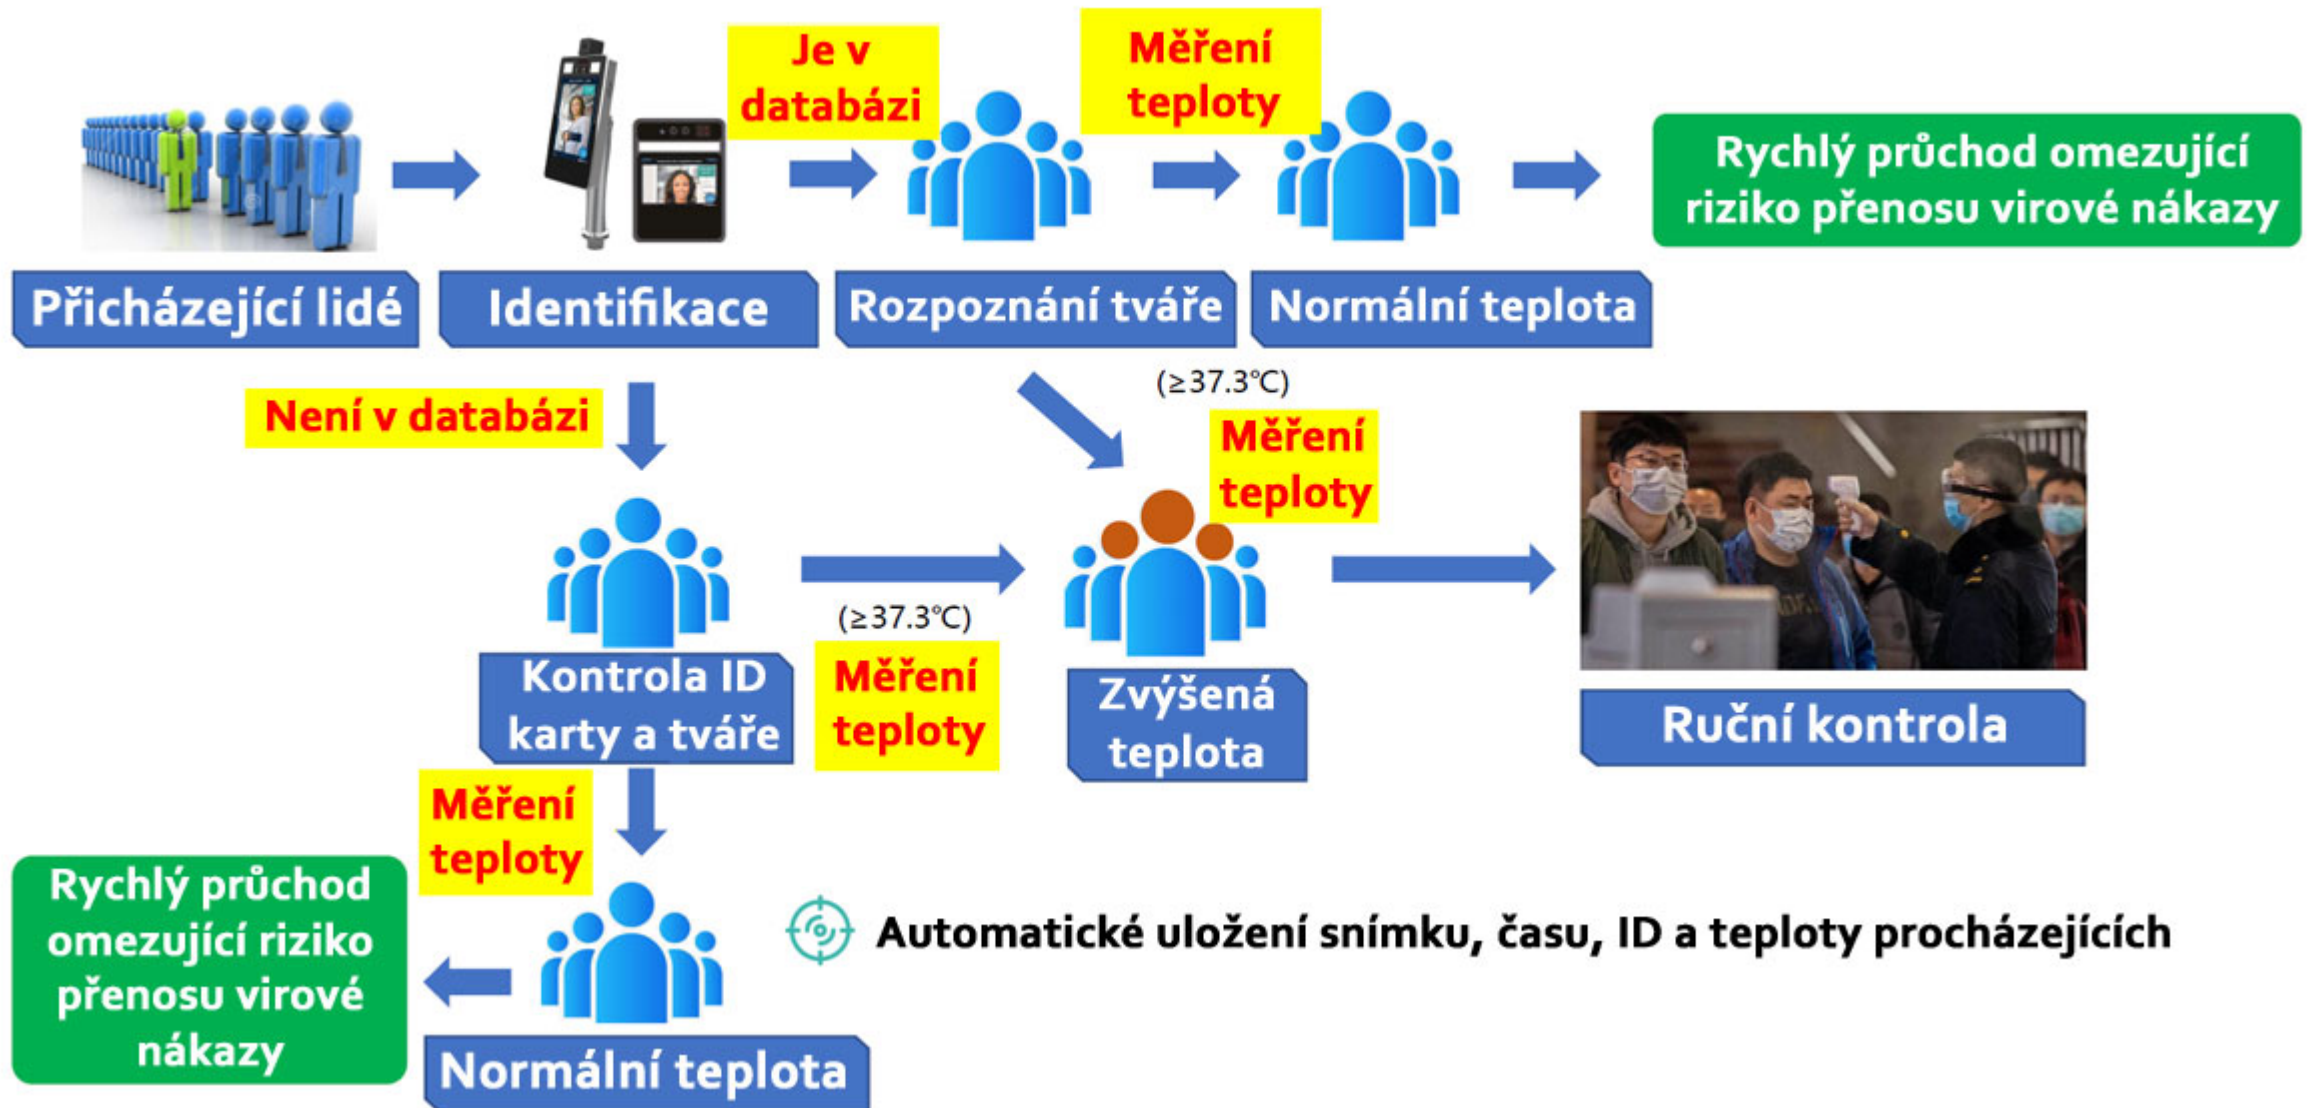 Je v
databázi
Měření
teploty
Rychlý průchod omezující
riziko přenosu virové nákazy
Přicházející lidé
Identifikace
Rozpoznání tváře
Normální teplota
Není v databázi
(≥37.3℃)
Měření
teploty
(≥37.3℃)
Kontrola ID
karty a tváře
Měření
teploty
Zvýšená
teplota
Ruční kontrola
Měření
teploty
Rychlý průchod
omezující riziko
přenosu virové
nákazy
Automatické uložení snímku, času, ID a teploty procházejících
Normální teplota